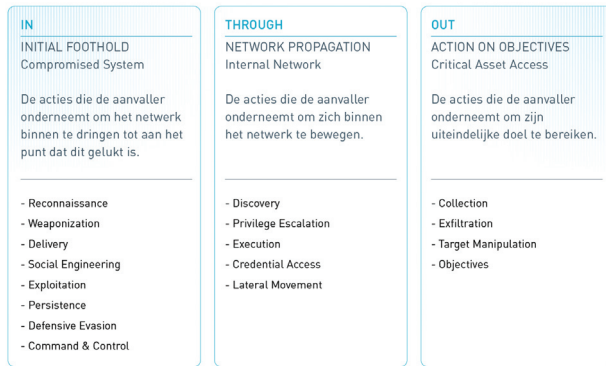 IN
INITIAL FOOTHOLD
Compromised System
De acties die de aanvaller
onderneemt om het netwerk
binnen te dringen tot aan het
punt dat dit gelukt is.
- Reconnaissance
- Weaponization
- Delivery
- Social Engineering
- Exploitation
- Persistence
- Defensive Evasion
- Command & Control
THROUGH
NETWORK PROPAGATION
Internal Network
De acties die de aanvaller
onderneemt om zich binnen
het netwerk te bewegen.
- Discovery
- Privilege Escalation
- Execution
- Credential Access
- Lateral Movement
OUT
ACTION ON OBJECTIVES
Critical Asset Access
De acties die de aanvaller
onderneemt om zijn
uiteindelijke doel te bereiken.
- Collection
- Exfiltration
- Target Manipulation
- Objectives